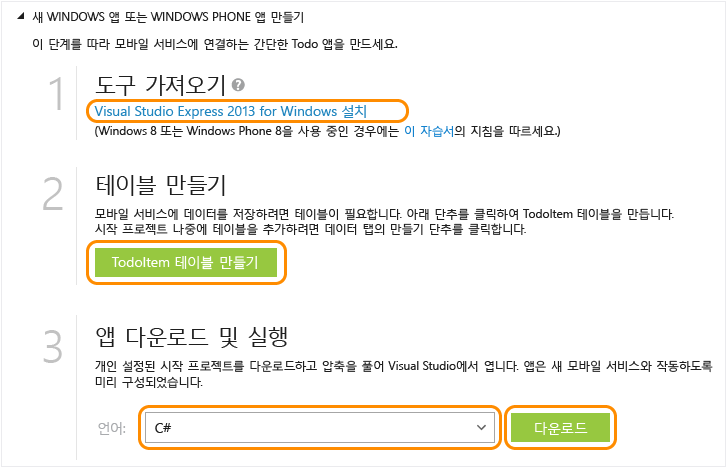 새 WINDOWS 앱 또는 WINDOWS PHONE 앱 만들기
이 단계를 따라 모바일 서비스에 연결하는 간단한 Todo 앱을 만드세요.
1
도구 가져오기 ?
Visual Studio Express 2013 for Windows 설치
(Windows 8 또는 Windows Phone 8을 사용 중인 경우에는 이 자습서의 지침을 따르세요.)
2
테이블 만들기
모바일 서비스에 데이터를 저장하려면 테이블이 필요합니다. 아래 단추를 클릭하여 TodoItem 테이블을 만듭니다.
시작 프로젝트 나중에 테이블을 추가하려면 데이터 탭의 만들기 단추를 클릭합니다.
TodoItem 테이블 만들기
3
앱 다운로드 및 실행
개인 설정된 시작 프로젝트를 다운로드하고 압축을 풀어 Visual Studio에서 엽니다. 앱은 새 모바일 서비스와 작동하도록
미리 구성되었습니다.
언어: C# 다운로드